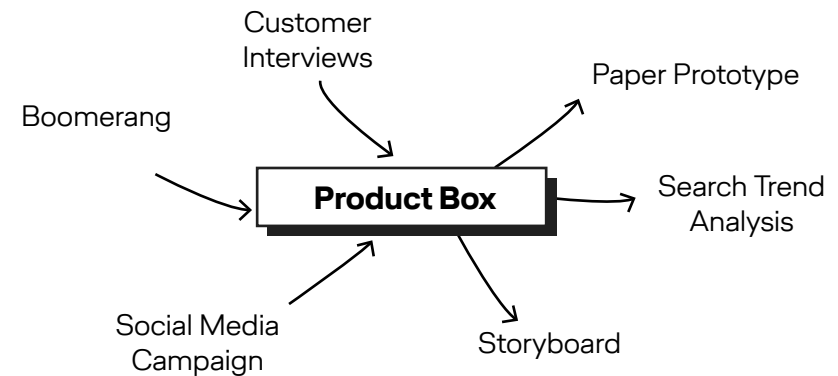 Customer
Interviews
Paper Prototype
Boomerang
Product Box
Search Trend
Analysis
Social Media
Campaign
Storyboard